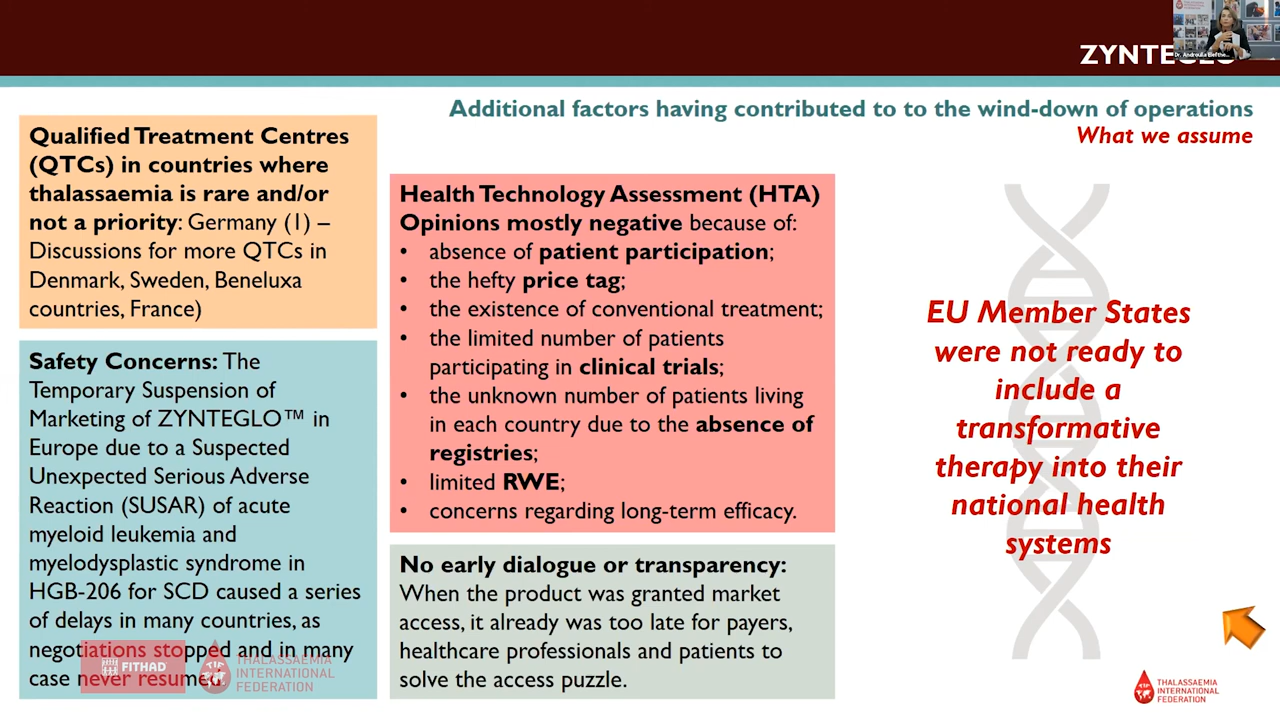 ZYNTEGLO
Dr. Androulla Elefthe...
Additional factors having contributed to to the wind-down of operations
What we assume
Qualified Treatment Centres
(QTCs) in countries where
thalassaemia is rare and/or
not a priority: Germany (1) –
Discussions for more QTCs in
Denmark, Sweden, Beneluxa
countries, France)
Safety Concerns: The
Temporary Suspension of
Marketing of ZYNTEGLO™ in
Europe due to a Suspected
Unexpected Serious Adverse
Reaction (SUSAR) of acute
myeloid leukemia and
myelodysplastic syndrome in
HGB-206 for SCD caused a series
of delays in many countries, as
negotiations stopped and in many
case never resumed
Health Technology Assessment (HTA)
Opinions mostly negative because of:
• absence of patient participation;
• the hefty price tag;
• the existence of conventional treatment;
• the limited number of patients
participating in clinical trials;
• the unknown number of patients living
in each country due to the absence of
registries;
• limited RWE;
• concerns regarding long-term efficacy.
No early dialogue or transparency:
When the product was granted market
access, it already was too late for payers,
healthcare professionals and patients to
solve the access puzzle.
EU Member States
were not ready to
include a
transformative
therapy into their
national health
systems
FITHAD
TIF
THALASSAEMIA
INTERNATIONAL
FEDERATION
TIF
THALASSAEMIA
INTERNATIONAL
FEDERATION